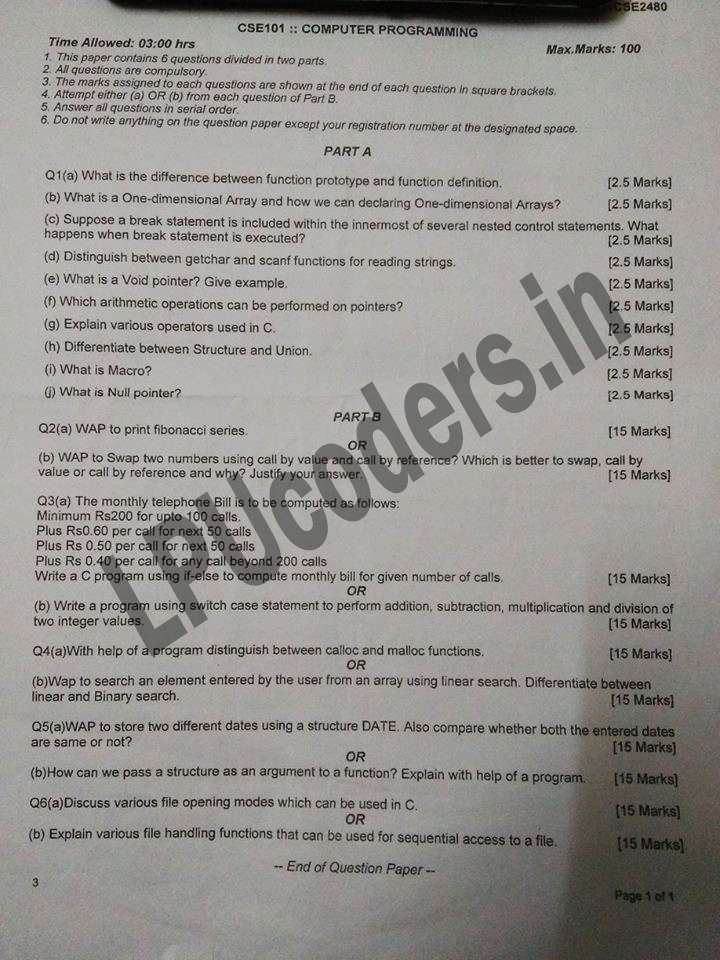 CSE2480
CSE101 :: COMPUTER PROGRAMMING
Time Allowed: 03:00 hrs Max.Marks: 100
1. This paper contains 6 questions divided in two parts.
2. All questions are compulsory.
3. The marks assigned to each questions are shown at the end of each question in square brackets.
4. Attempt either (a) OR (b) from each question of Part B.
5. Answer all questions in serial order.
6. Do not write anything on the question paper except your registration number at the designated space.
PART A
Q1(a) What is the difference between function prototype and function definition. [2.5 Marks]
(b) What is a One-dimensional Array and how we can declaring One-dimensional Arrays? [2.5 Marks]
(c) Suppose a break statement is included within the innermost of several nested control statements. What
happens when break statement is executed? [2.5 Marks]
(d) Distinguish between getchar and scanf functions for reading strings. [2.5 Marks]
(e) What is a Void pointer? Give example. [2.5 Marks]
(f) Which arithmetic operations can be performed on pointers? [2.5 Marks]
(g) Explain various operators used in C. [2.5 Marks]
(h) Differentiate between Structure and Union. [2.5 Marks]
(i) What is Macro? [2.5 Marks]
(j) What is Null pointer? [2.5 Marks]
PART B
Q2(a) WAP to print fibonacci series. [15 Marks]
OR
(b) WAP to Swap two numbers using call by value and call by reference? Which is better to swap, call by
value or call by reference and why? Justify your answer. [15 Marks]
Q3(a) The monthly telephone Bill is to be computed as follows:
Minimum Rs200 for upto 100 calls.
Plus Rs0.60 per call for next 50 calls
Plus Rs 0.50 per call for next 50 calls
Plus Rs 0.40 per call for any call beyond 200 calls
Write a C program using if-else to compute monthly bill for given number of calls. [15 Marks]
OR
(b) Write a program using switch case statement to perform addition, subtraction, multiplication and division of
two integer values. [15 Marks]
Q4(a)With help of a program distinguish between calloc and malloc functions. [15 Marks]
OR
(b)Wap to search an element entered by the user from an array using linear search. Differentiate between
linear and Binary search. [15 Marks]
Q5(a)WAP to store two different dates using a structure DATE. Also compare whether both the entered dates
are same or not? [15 Marks]
OR
(b)How can we pass a structure as an argument to a function? Explain with help of a program. [15 Marks]
Q6(a)Discuss various file opening modes which can be used in C. [15 Marks]
OR
(b) Explain various file handling functions that can be used for sequential access to a file. [15 Marks]
-- End of Question Paper --
3
Page 1 of 1
LPUcoders.in